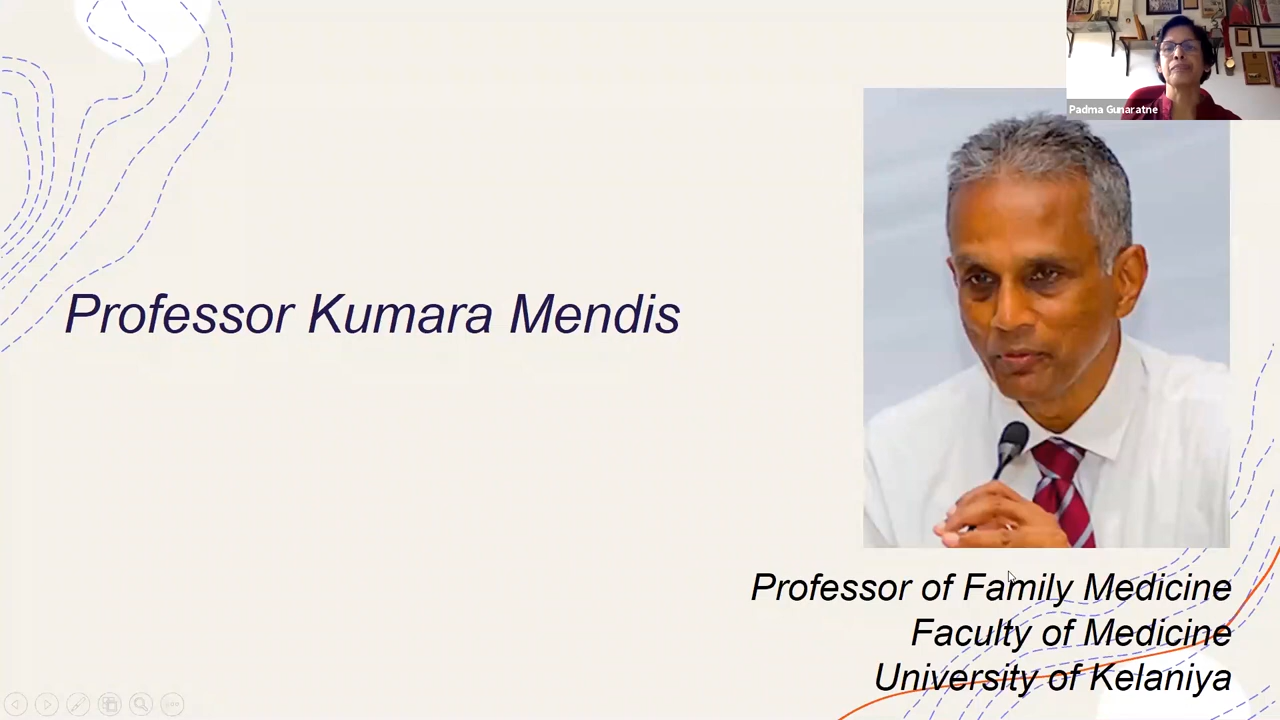 Padma Gunaratne
Professor Kumara Mendis
Professor of Family Medicine
Faculty of Medicine
University of Kelaniya